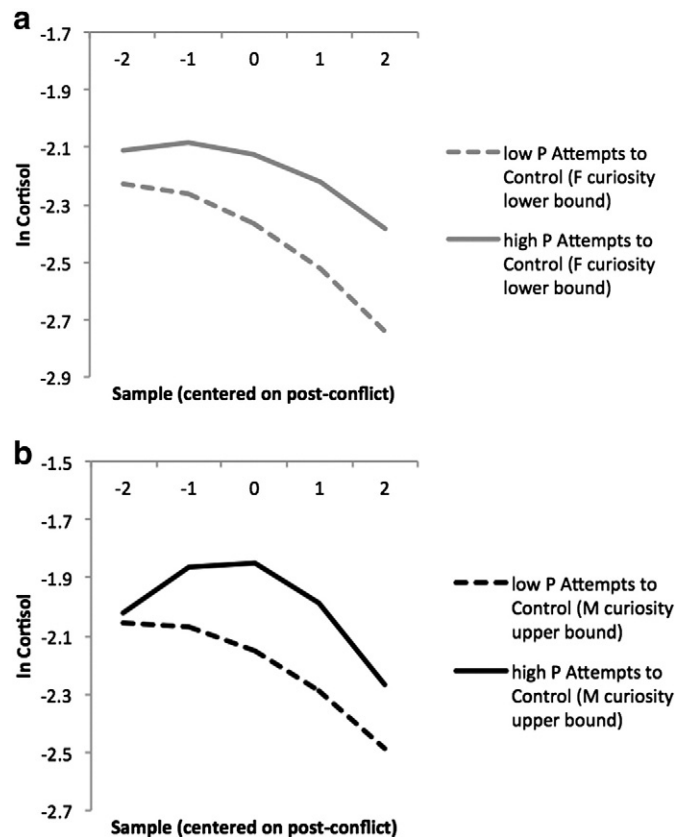 a
-1.7
-2 -1 0 1 2
-1.9
-2.1
-2.3
-2.5
-2.7
-2.9
ln Cortisol
Sample (centered on post-conflict)
low P Attempts to
Control (F curiosity
lower bound)
high P Attempts to
Control (F curiosity
lower bound)
b
-1.5
-2 -1 0 1 2
-1.7
-1.9
-2.1
-2.3
-2.5
-2.7
ln Cortisol
Sample (centered on post-conflict)
low P Attempts to
Control (M curiosity
upper bound)
high P Attempts to
Control (M curiosity
upper bound)